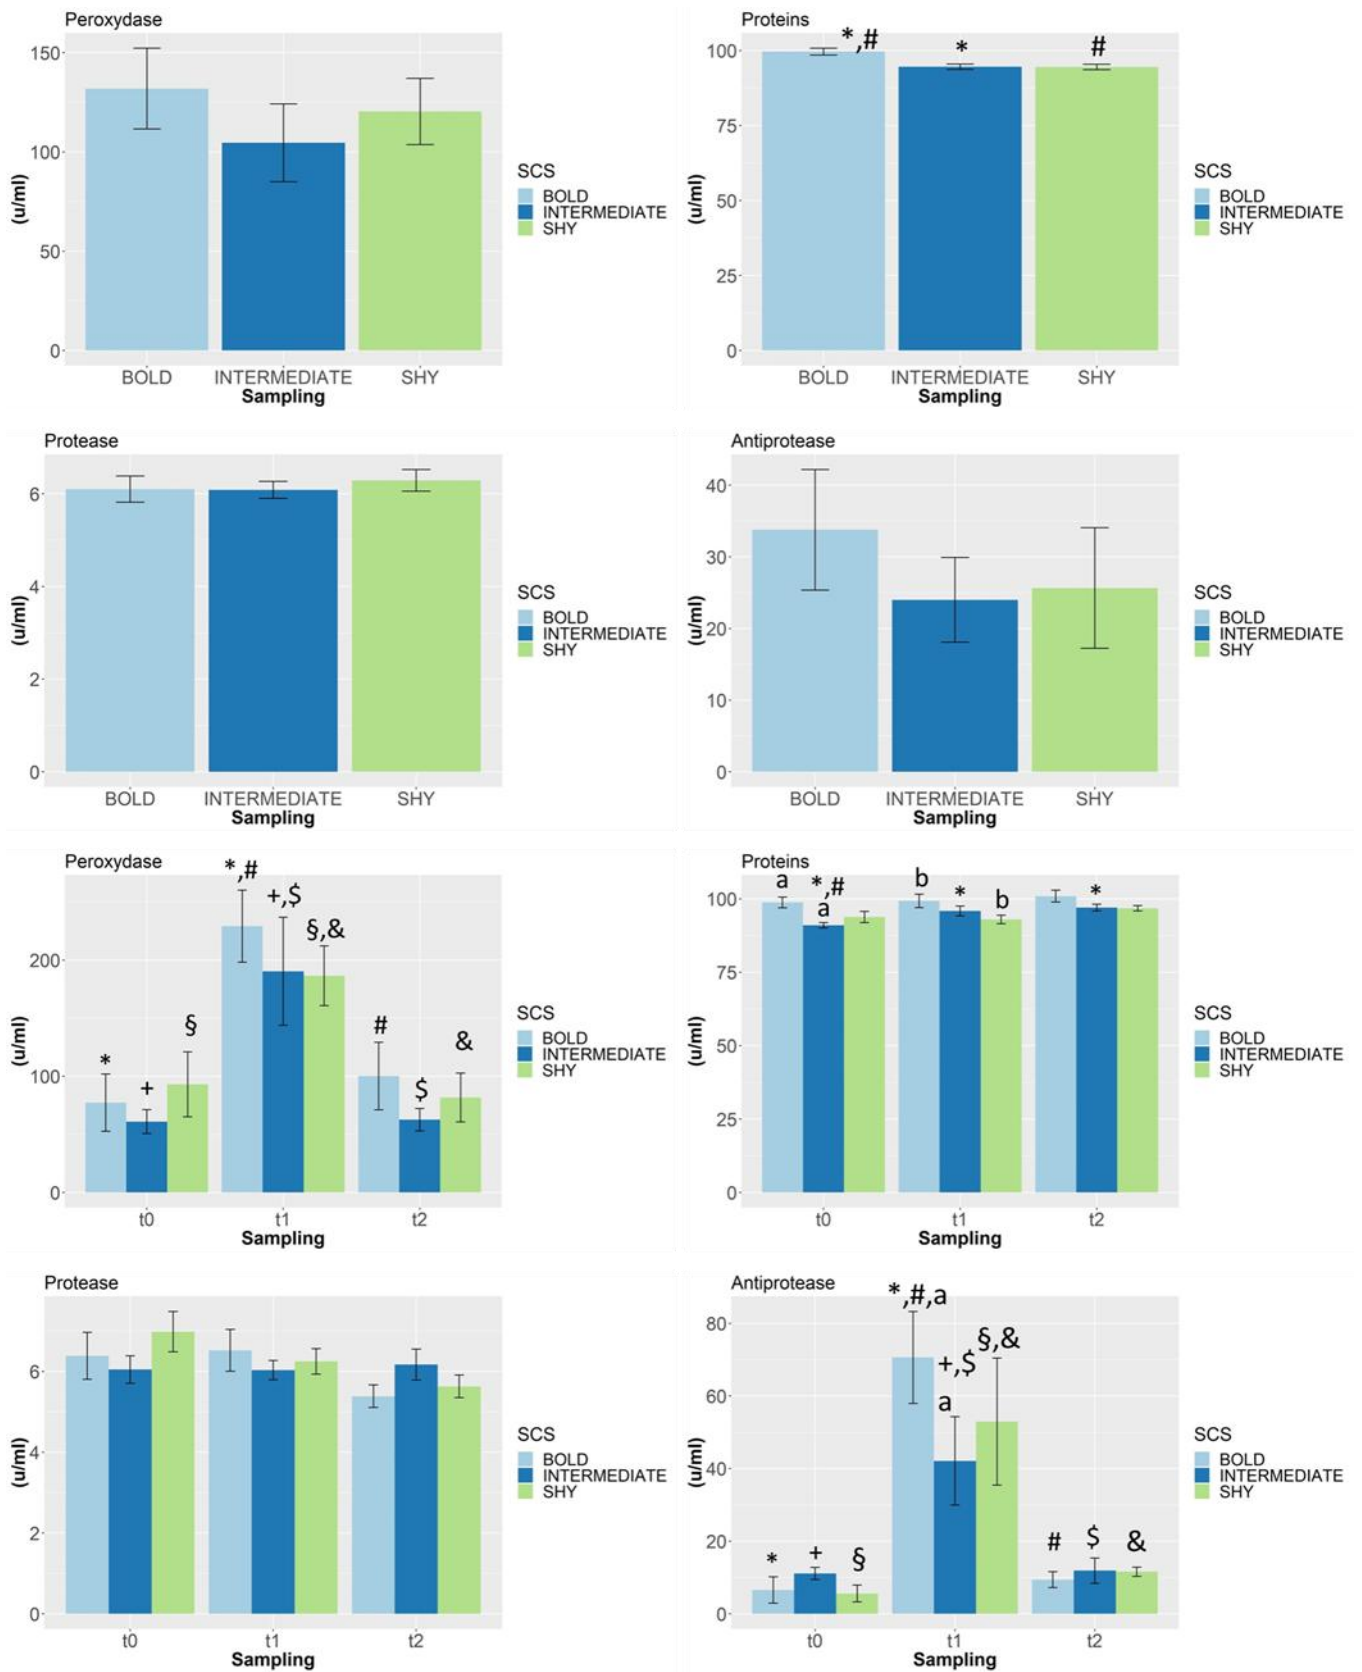 Peroxydase
150
*
100
50
0
(u/ml)
BOLD INTERMEDIATE SHY
Sampling
SCS
BOLD
INTERMEDIATE
SHY
Proteins
*,# * #
100
75
50
25
0
(u/ml)
BOLD INTERMEDIATE SHY
Sampling
SCS
BOLD
INTERMEDIATE
SHY
Protease
6
4
2
0
(u/ml)
BOLD INTERMEDIATE SHY
Sampling
SCS
BOLD
INTERMEDIATE
SHY
Antiprotease
40
30
20
10
0
(u/ml)
BOLD INTERMEDIATE SHY
Sampling
SCS
BOLD
INTERMEDIATE
SHY
Peroxydase
*,#
+,$
§,&
200
§ # &
* + $
100
0
(u/ml)
t0 t1 t2
Sampling
SCS
BOLD
INTERMEDIATE
SHY
Proteins
a *,# b * *
a b
100
75
50
25
0
(u/ml)
t0 t1 t2
Sampling
SCS
BOLD
INTERMEDIATE
SHY
Protease
6
4
2
0
(u/ml)
t0 t1 t2
Sampling
SCS
BOLD
INTERMEDIATE
SHY
Antiprotease
*,#,a
80
§,&
+,$
60
a
40
20
* + § # $ &
0
(u/ml)
t0 t1 t2
Sampling
SCS
BOLD
INTERMEDIATE
SHY